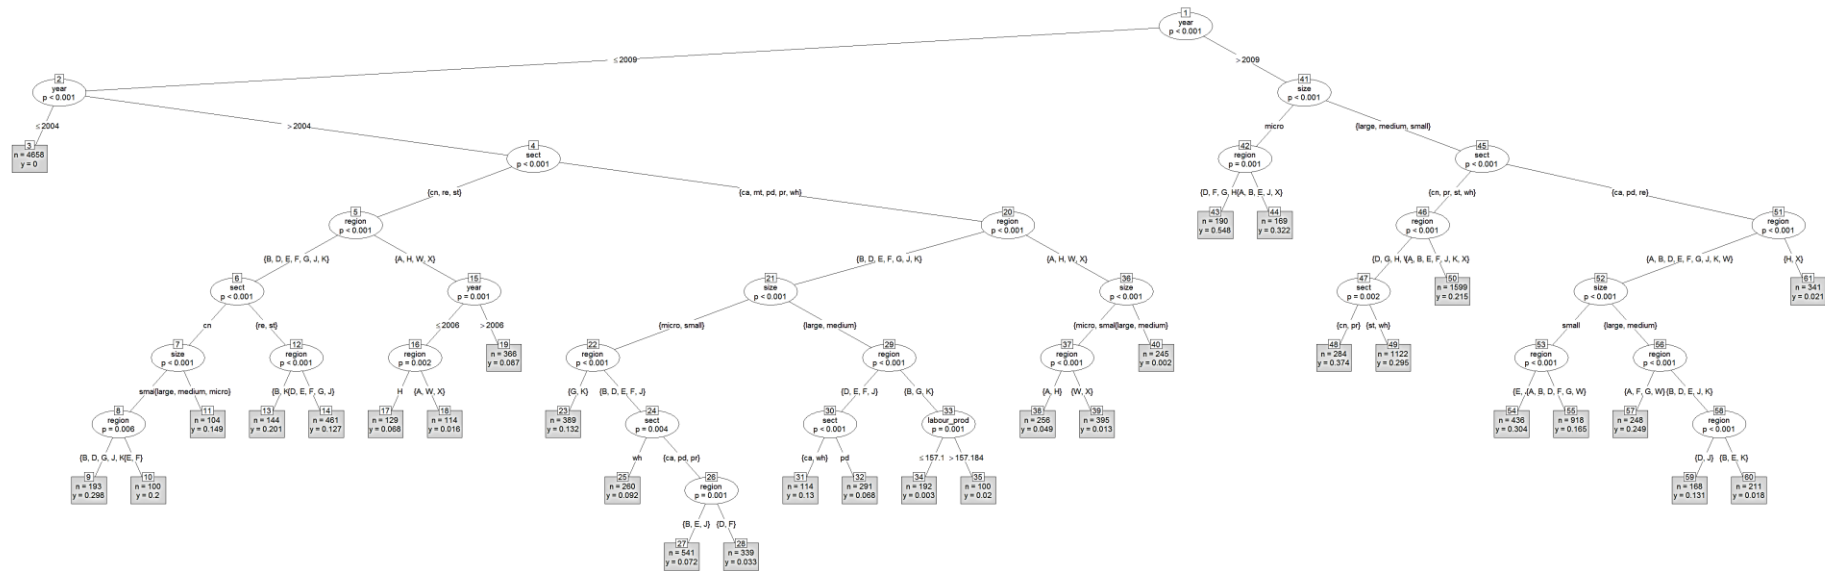 1
year
p < 0.001
≤ 2009
> 2009
2
year
p < 0.001
41
size
p < 0.001
≤ 2004
> 2004
micro
{large, medium, small}
3
n = 4658
y = 0
4
sect
p < 0.001
42
region
p = 0.001
45
sect
p < 0.001
{cn, re, st}
{ca, mt, pd, pr, wh}
{D, F, G, H
{A, B, E, J, X}
{cn, pr, st, wh}
{ca, pd, re}
5
region
p < 0.001
20
region
p < 0.001
43
n = 190
y = 0.548
44
n = 169
y = 0.322
46
region
p < 0.001
51
region
p < 0.001
{B, D, E, F, G, J, K}
{A, H, W, X}
{B, D, E, F, G, J, K}
{A, H, W, X}
{D, G, H,
{A, B, E, F, J, K, X}
{A, B, D, E, F, G, J, K, W}
{H, X}
6
sect
p < 0.001
15
year
p = 0.001
21
size
p < 0.001
36
size
p < 0.001
47
sect
p = 0.002
50
n = 1599
y = 0.215
52
size
p < 0.001
61
n = 341
y = 0.021
cn
{re, st}
≤ 2006
> 2006
{micro, small}
{large, medium}
{micro, smal
{large, medium}
{cn, pr}
{st, wh}
small
{large, medium}
7
size
p < 0.001
12
region
p < 0.001
16
region
p = 0.002
19
n = 366
y = 0.087
22
region
p < 0.001
29
region
p < 0.001
37
region
p < 0.001
40
n = 245
y = 0.002
48
n = 284
y = 0.374
49
n = 1122
y = 0.295
53
region
p < 0.001
56
region
p < 0.001
smal
{large, medium, micro}
{B, K
{D, E, F, G, J}
H
{A, W, X}
{G, K}
{B, D, E, F, J}
{D, E, F, J}
{B, G, K}
{A, H}
{W, X}
{E,
{A, B, D, F, G, W}
{A, F, G, W}
{B, D, E, J, K}
8
region
p = 0.006
11
n = 104
y = 0.149
13
n = 144
y = 0.201
14
n = 461
y = 0.127
17
n = 129
y = 0.068
18
n = 114
y = 0.016
23
n = 389
y = 0.132
24
sect
p = 0.004
30
sect
p < 0.001
33
labour_prod
p = 0.001
38
n = 256
y = 0.049
39
n = 395
y = 0.013
54
n = 436
y = 0.304
55
n = 918
y = 0.165
57
n = 248
y = 0.249
58
region
p < 0.001
{B, D, G, J, K
{E, F}
wh
{ca, pd, pr}
{ca, wh}
pd
≤ 157.1
> 157.184
{D, J}
{B, E, K}
9
n = 193
y = 0.298
10
n = 100
y = 0.2
25
n = 260
y = 0.092
26
region
p = 0.001
31
n = 114
y = 0.13
32
n = 291
y = 0.068
34
n = 192
y = 0.003
35
n = 100
y = 0.02
59
n = 168
y = 0.131
60
n = 211
y = 0.018
{B, E, J}
{D, F}
27
n = 541
y = 0.072
28
n = 339
y = 0.033